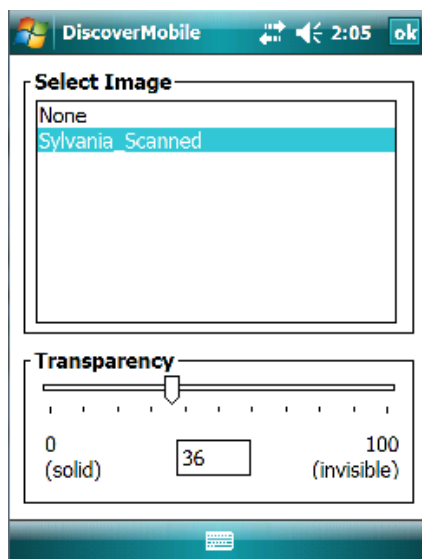 DiscoverMobile 2:05 ok
Select Image
None
Sylvania_Scanned
Transparency
0 36 100
(solid) (invisible)